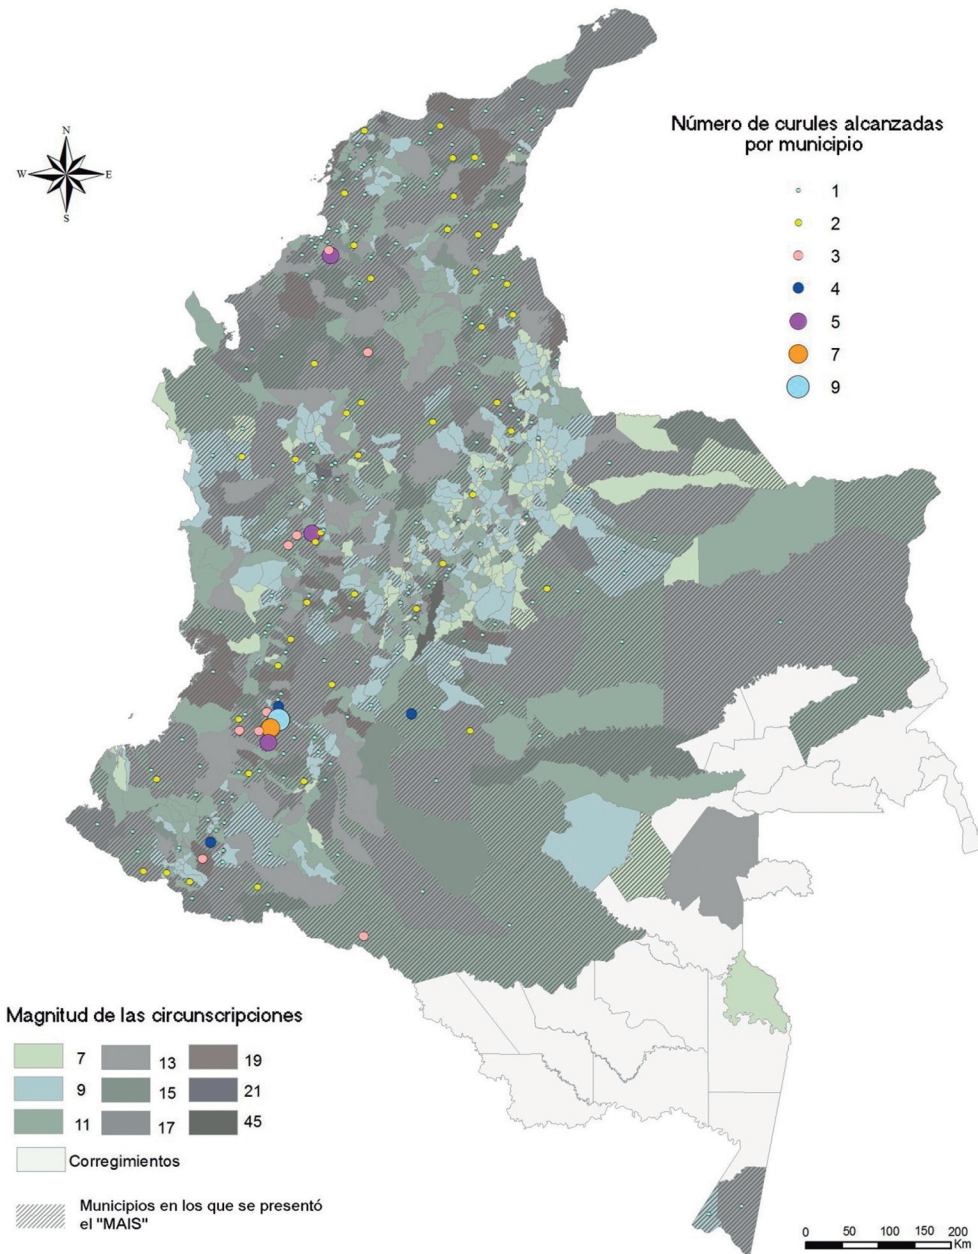 N
W
E
S
Número de curules alcanzadas
por municipio
1
2
3
4
5
7
9
Magnitud de las circunscripciones
7
13
19
9
15
21
11
17
45
Corregimientos
Municipios en los que se presentó
el "MAIS"
0 50 100 150 200
Km